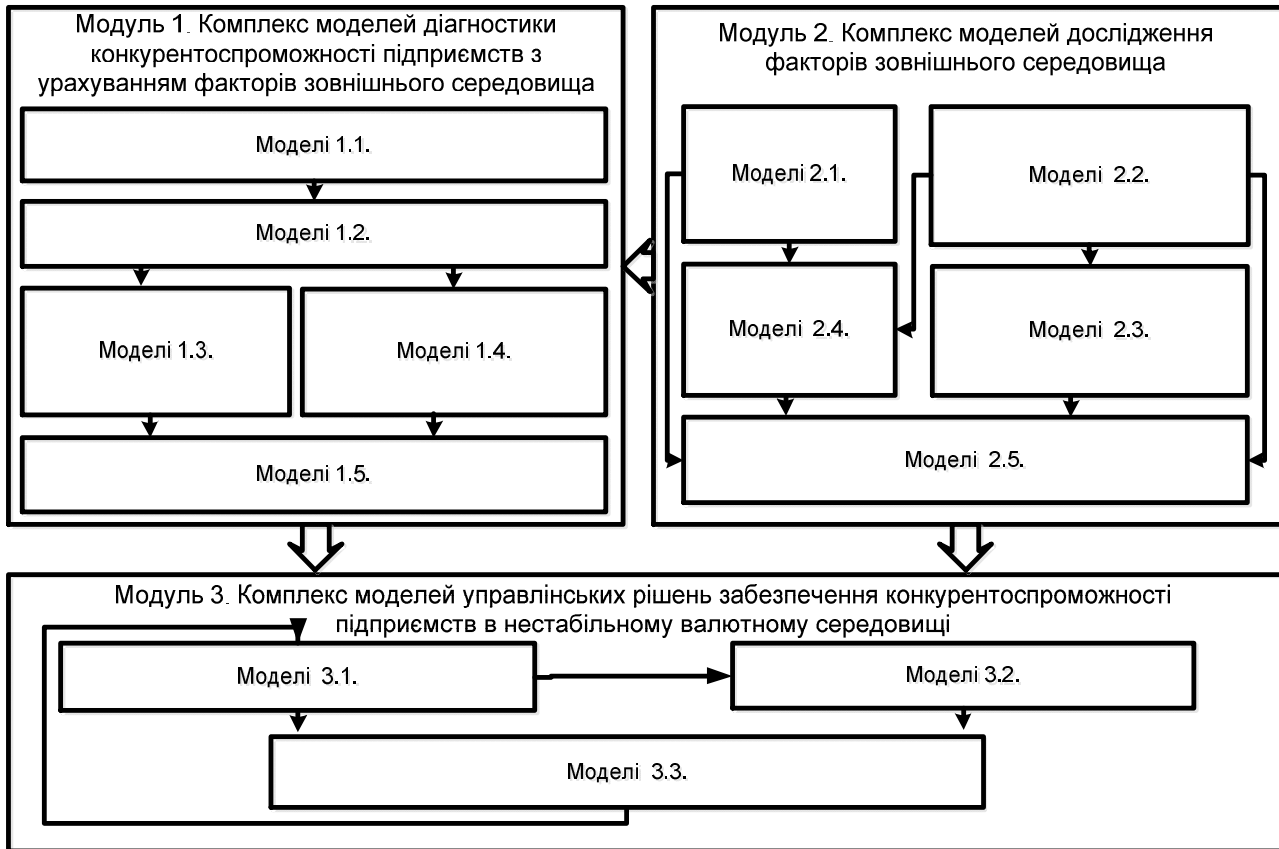 Модуль 1. Комплекс моделей діагностики
конкурентоспроможності підприємств з
урахуванням факторів зовнішнього середовища
Моделі 1.1.
Моделі 1.2.
Моделі 1.3.
Моделі 1.4.
Моделі 1.5.
Модуль 2. Комплекс моделей дослідження
факторів зовнішнього середовища
Моделі 2.1.
Моделі 2.2.
Моделі 2.4.
Моделі 2.3.
Моделі 2.5.
Модуль 3. Комплекс моделей управлінських рішень забезпечення конкурентоспроможності
підприємств в нестабільному валютному середовищі
Моделі 3.1.
Моделі 3.2.
Моделі 3.3.